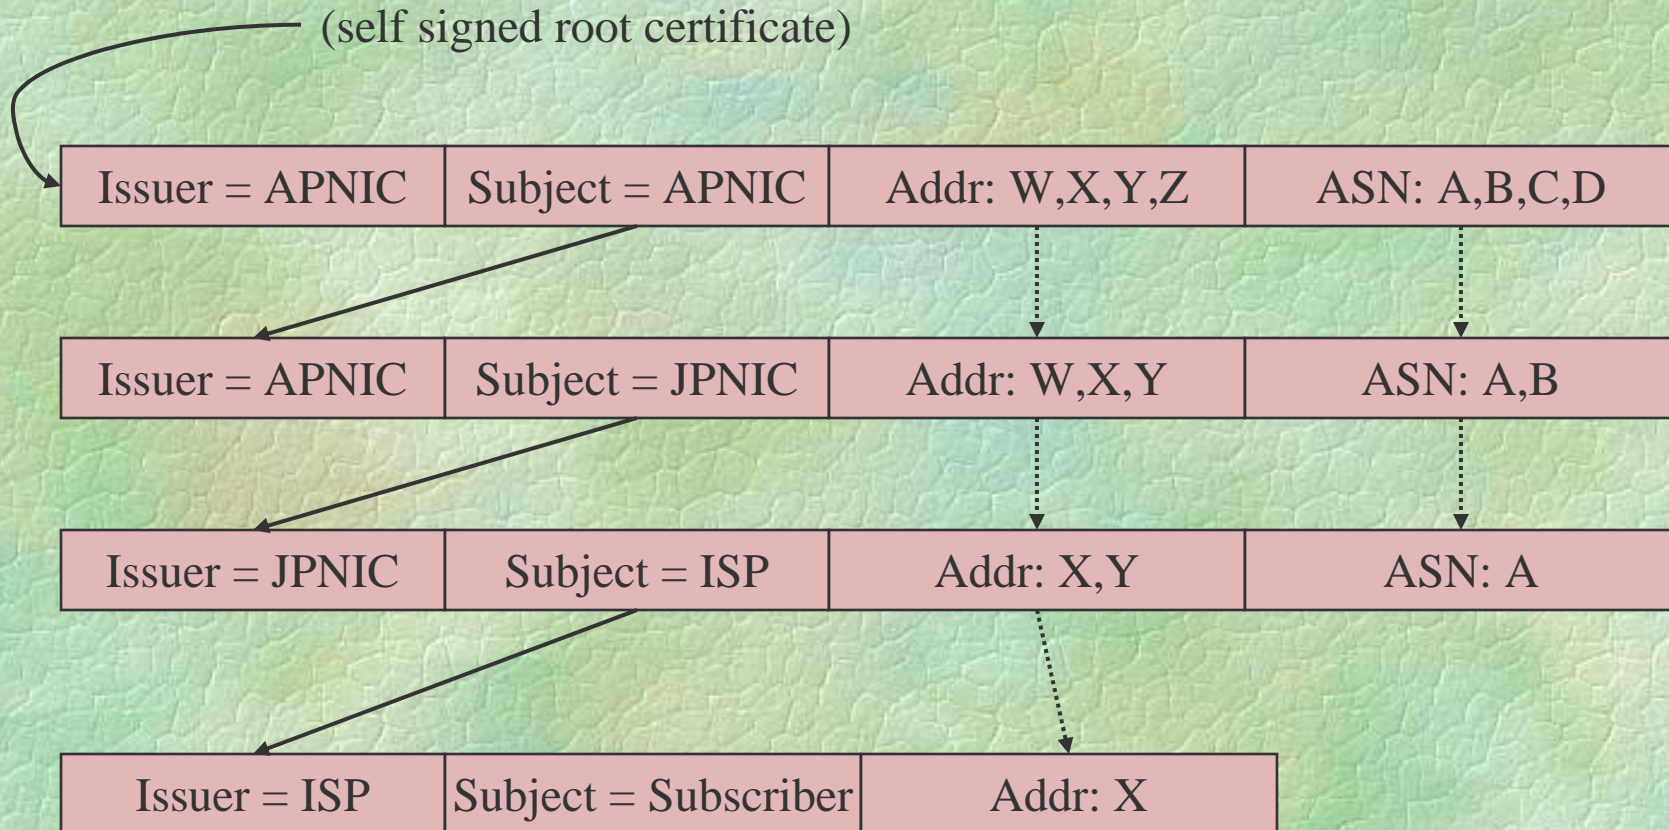 (self signed root certificate)
Issuer = APNIC Subject = APNIC Addr: W,X,Y,Z ASN: A,B,C,D
Issuer = APNIC Subject = JPNIC Addr: W,X,Y ASN: A,B
Issuer = JPNIC Subject = ISP Addr: X,Y ASN: A
Issuer = ISP Subject = Subscriber Addr: X